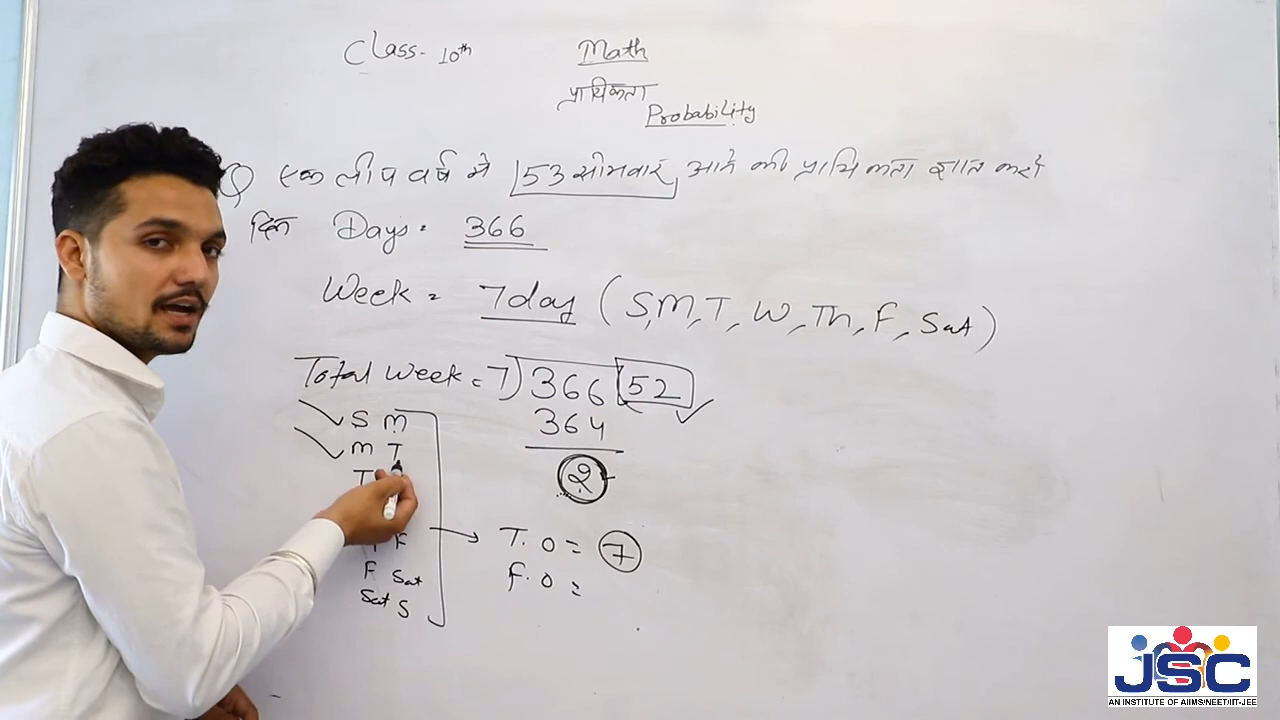 Class- 10th
Math
प्रायिकता
Probability
Q एक लीप वर्ष मे 53 सोमवार आने की प्रायिकता ज्ञात करो
दिन Days = 366
Week = 7day (S, M, T, W, Th, F, Sat)
Total week = 7)366(52
364
2
S M
M T
T
F
F Sat
Sat S
T. O = 7
F. O =
JSC
AN INSTITUTE OF AIIMS/NEET/IIT-JEE